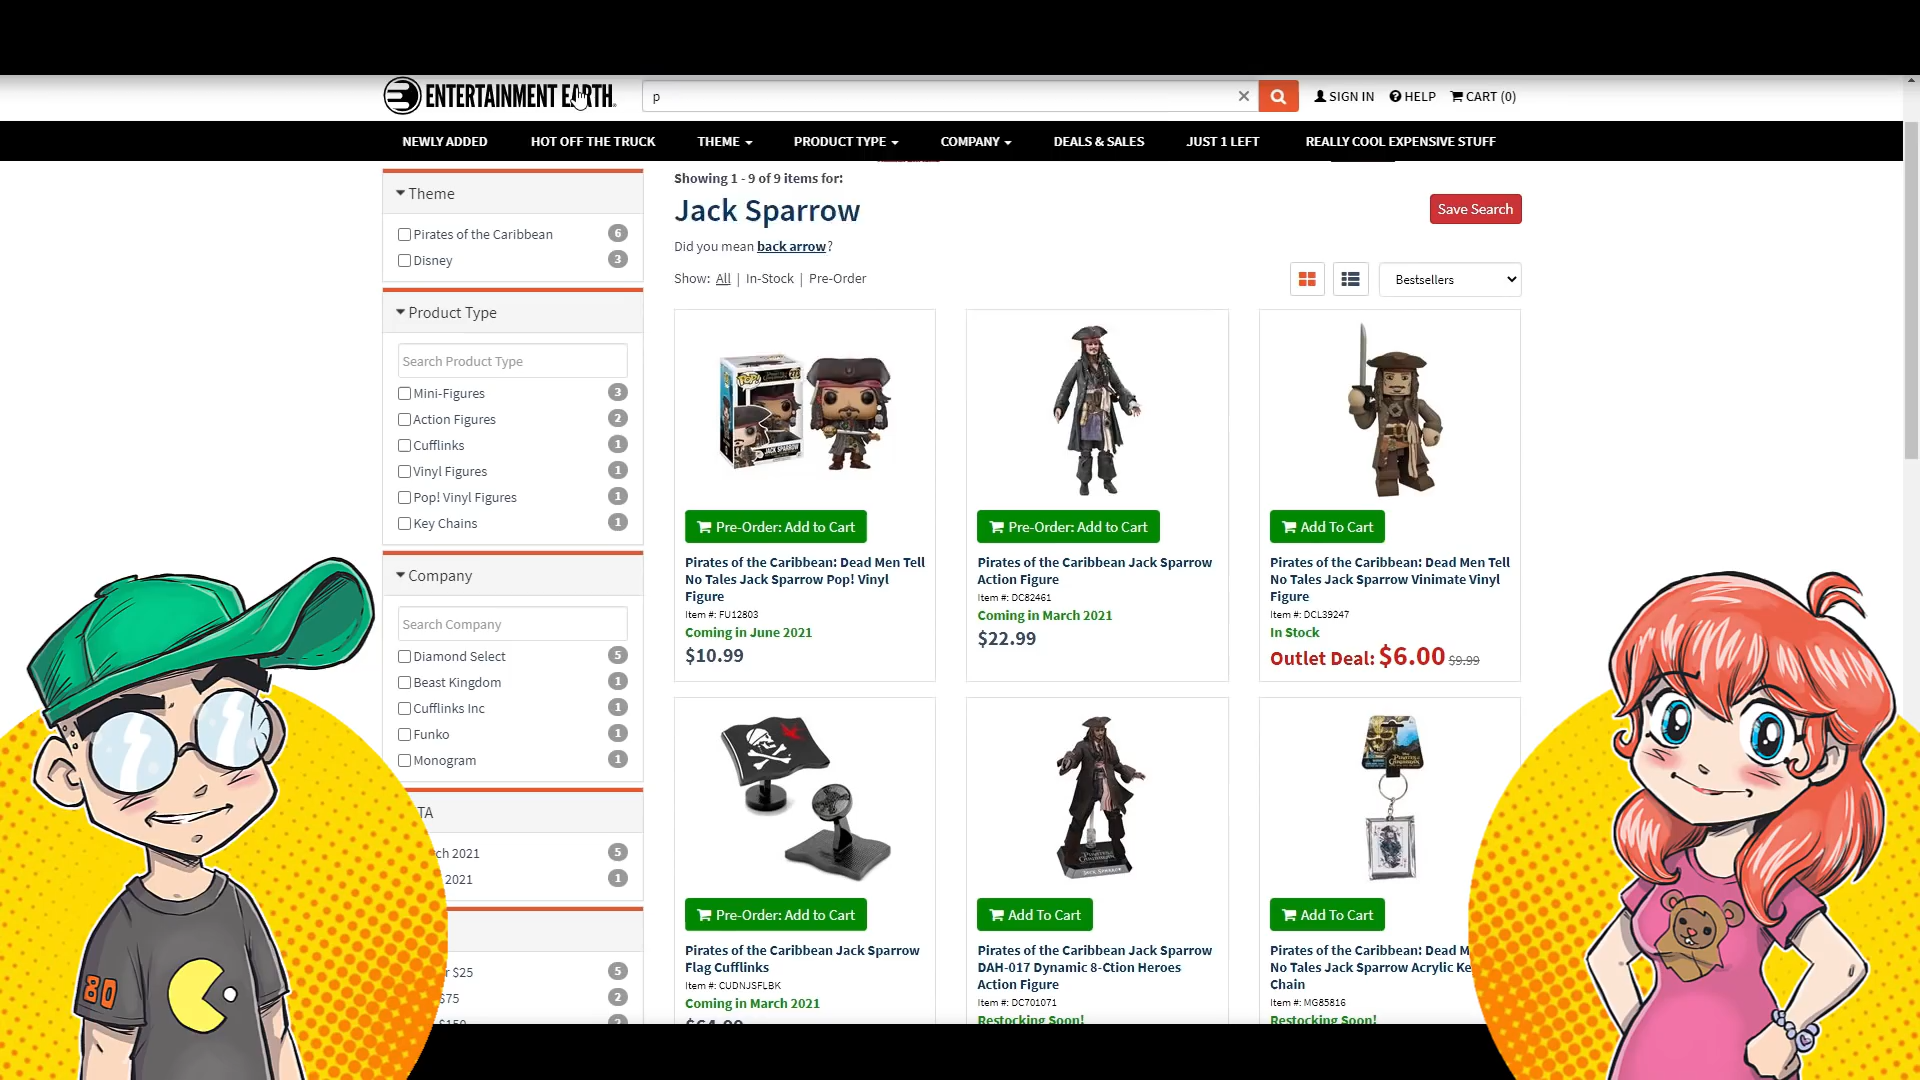 ENTERTAINMENT EARTH
p
SIGN IN
HELP
CART (0)
NEWLY ADDED
HOT OFF THE TRUCK
THEME
PRODUCT TYPE
COMPANY
DEALS & SALES
JUST 1 LEFT
REALLY COOL EXPENSIVE STUFF
Theme
Pirates of the Caribbean 6
Disney 3
Product Type
Search Product Type
Mini-Figures 3
Action Figures 2
Cufflinks 1
Vinyl Figures 1
Pop! Vinyl Figures 1
Key Chains 1
Company
Search Company
Diamond Select 5
Beast Kingdom 1
Cufflinks Inc 1
Funko 1
Monogram 1
TA
ch 2021 5
2021 1
r $25 5
$75 2
$150 2
Showing 1 - 9 of 9 items for:
Jack Sparrow
Save Search
Did you mean back arrow?
Show: All | In-Stock | Pre-Order
Bestsellers
POP!
JACK SPARROW
Pre-Order: Add to Cart
Pirates of the Caribbean: Dead Men Tell
No Tales Jack Sparrow Pop! Vinyl
Figure
Item #: FU12803
Coming in June 2021
$10.99
Pre-Order: Add to Cart
Pirates of the Caribbean Jack Sparrow
Action Figure
Item #: DC82461
Coming in March 2021
$22.99
Add To Cart
Pirates of the Caribbean: Dead Men Tell
No Tales Jack Sparrow Vinimate Vinyl
Figure
Item #: DCL39247
In Stock
Outlet Deal: $6.00 $9.99
Pre-Order: Add to Cart
Pirates of the Caribbean Jack Sparrow
Flag Cufflinks
Item #: CUDNJSFLBK
Coming in March 2021
JACK SPARROW
Add To Cart
Pirates of the Caribbean Jack Sparrow
DAH-017 Dynamic 8-Ction Heroes
Action Figure
Item #: DC701071
Restocking Soon!
Add To Cart
Pirates of the Caribbean: Dead M
No Tales Jack Sparrow Acrylic Ke
Chain
Item #: MG85816
Restocking Soon!
80